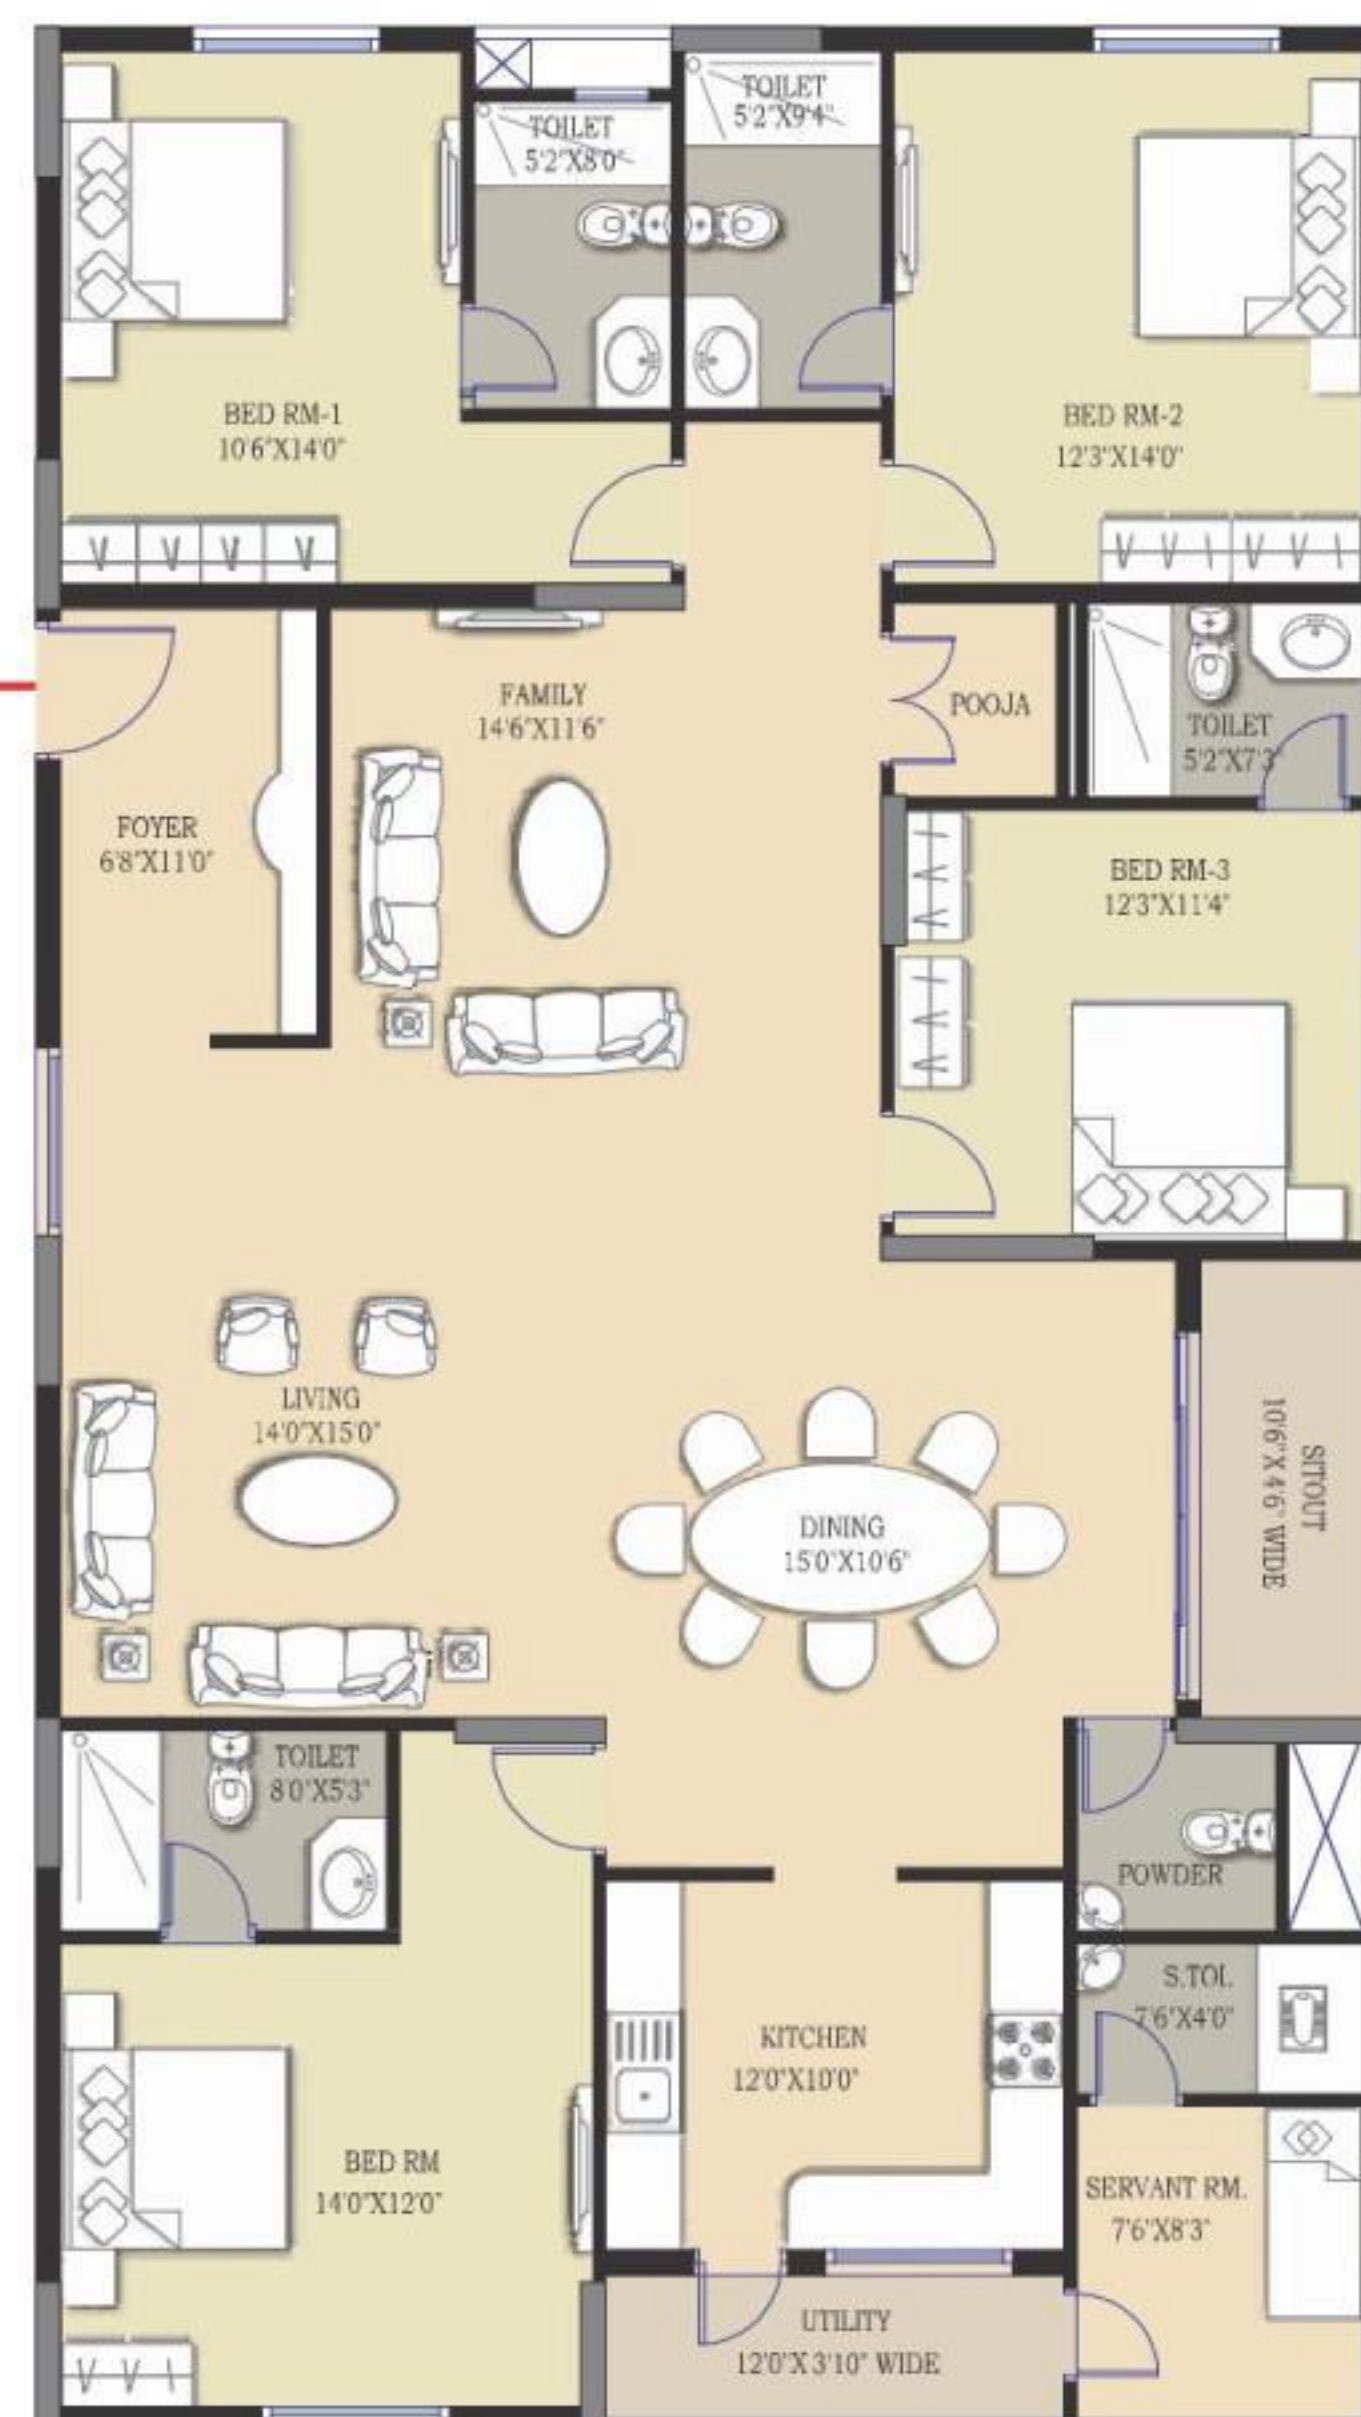 TOILET
5'2"X8'0"
TOILET
5'2"X9'4"
BED RM-1
10'6"X14'0"
BED RM-2
12'3"X14'0"
FAMILY
14'6"X11'6"
POOJA
TOILET
5'2"X7'3"
FOYER
6'8"X11'0"
BED RM-3
12'3"X11'4"
LIVING
14'0"X15'0"
DINING
15'0"X10'6"
SITOUT
10'6" X 4'6" WIDE
TOILET
8'0"X5'3"
POWDER
S.TOI.
7'6"X4'0"
KITCHEN
12'0"X10'0"
BED RM
14'0"X12'0"
SERVANT RM.
7'6"X8'3"
UTILITY
12'0"X 3'10" WIDE